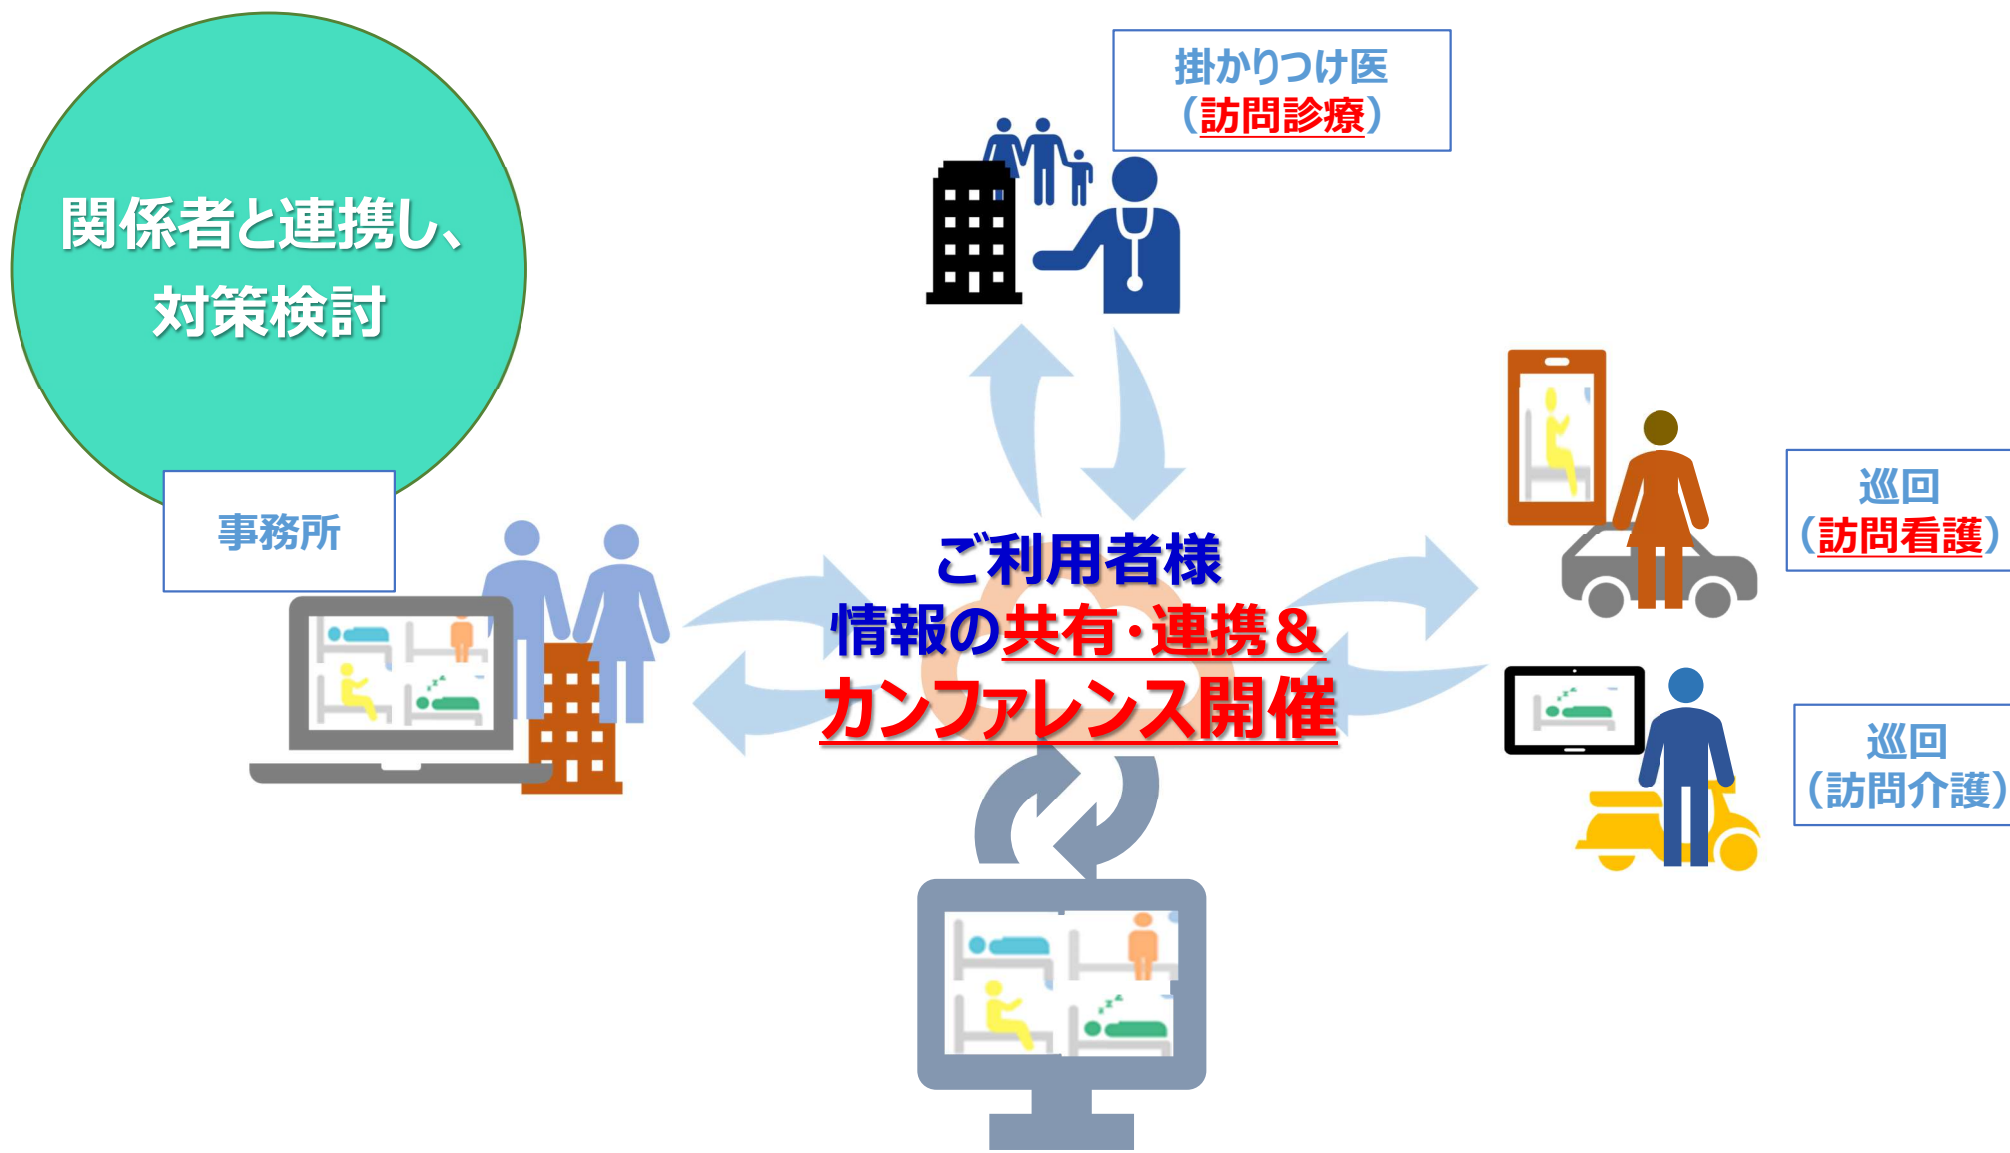 関係者と連携し、
対策検討
掛かりつけ医
（訪問診療）
事務所
ご利用者様
情報の共有・連携＆
カンファレンス開催
巡回
（訪問看護）
巡回
（訪問介護）